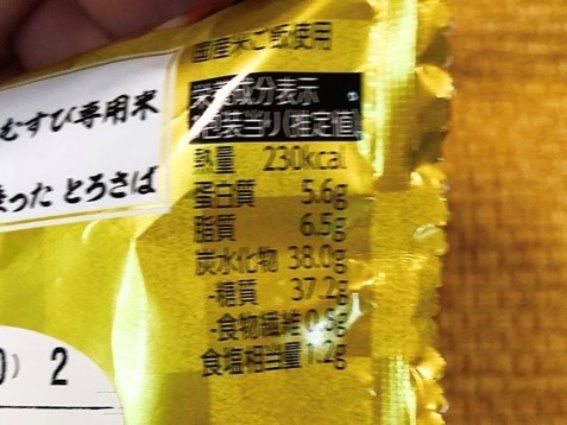 国産米ご飯使用
むすび専用米
まった とろさば
栄養成分表示
1包装当り(推定値)
熱量 230kcal
蛋白質 5.6g
脂質 6.5g
炭水化物 38.0g
-糖質 37.2g
-食物繊維 0.8g
食塩相当量 1.2g
0) 2